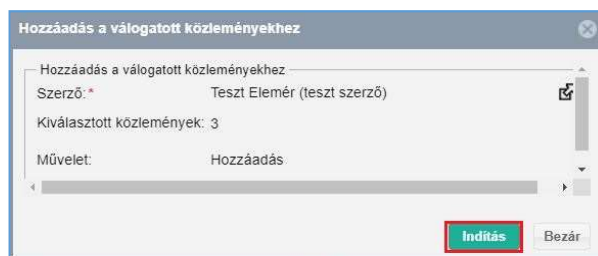 Hozzáadás a válogatott közleményekhez
Hozzáadás a válogatott közleményekhez
Szerző:* Teszt Elemér (teszt szerző)
Kiválasztott közlemények: 3
Művelet: Hozzáadás
Indítás Bezár